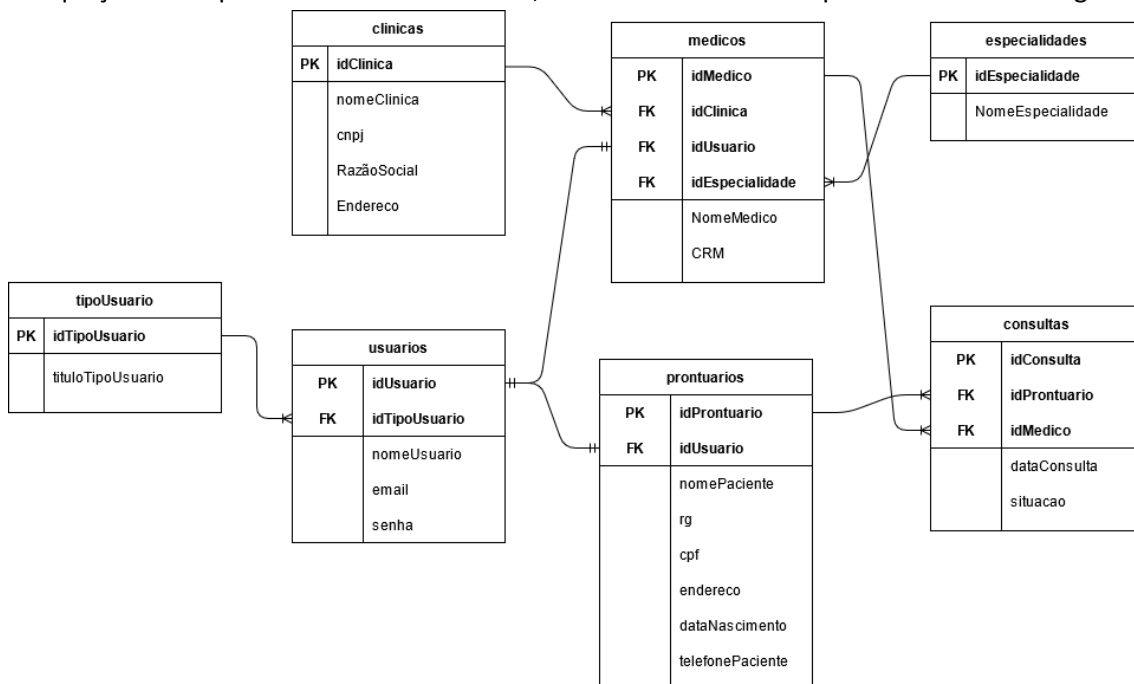 clinicas
PK idClinica
nomeClinica
cnpj
RazãoSocial
Endereco
medicos
PK idMedico
FK idClinica
FK idUsuario
FK idEspecialidade
NomeMedico
CRM
especialidades
PK idEspecialidade
NomeEspecialidade
tipoUsuario
PK idTipoUsuario
tituloTipoUsuario
usuarios
PK idUsuario
FK idTipoUsuario
nomeUsuario
email
senha
prontuarios
PK idProntuario
FK idUsuario
nomePaciente
rg
cpf
endereco
dataNascimento
telefonePaciente
consultas
PK idConsulta
FK idProntuario
FK idMedico
dataConsulta
situacao